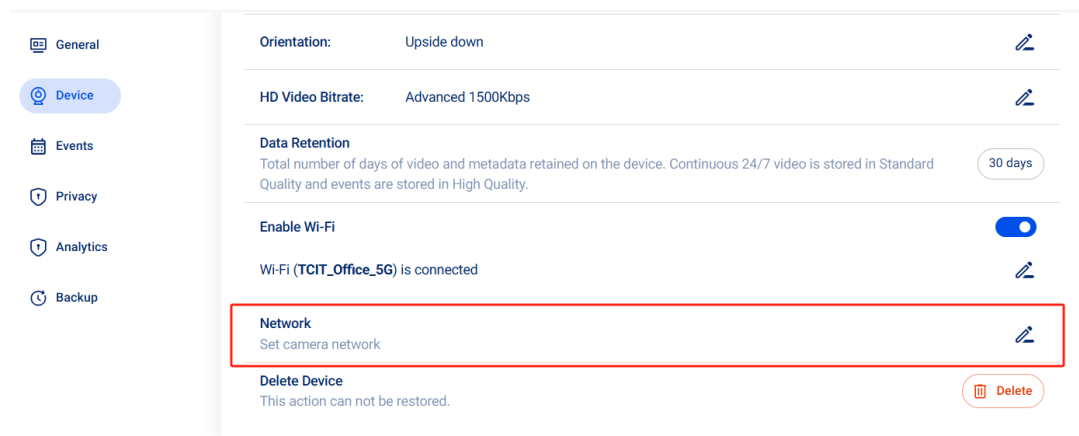 General
Device
Events
Privacy
Analytics
Backup
Orientation: Upside down
HD Video Bitrate: Advanced 1500Kbps
Data Retention
Total number of days of video and metadata retained on the device. Continuous 24/7 video is stored in Standard
Quality and events are stored in High Quality.
30 days
Enable Wi-Fi
Wi-Fi (TCIT_Office_5G) is connected
Network
Set camera network
Delete Device
This action can not be restored.
Delete